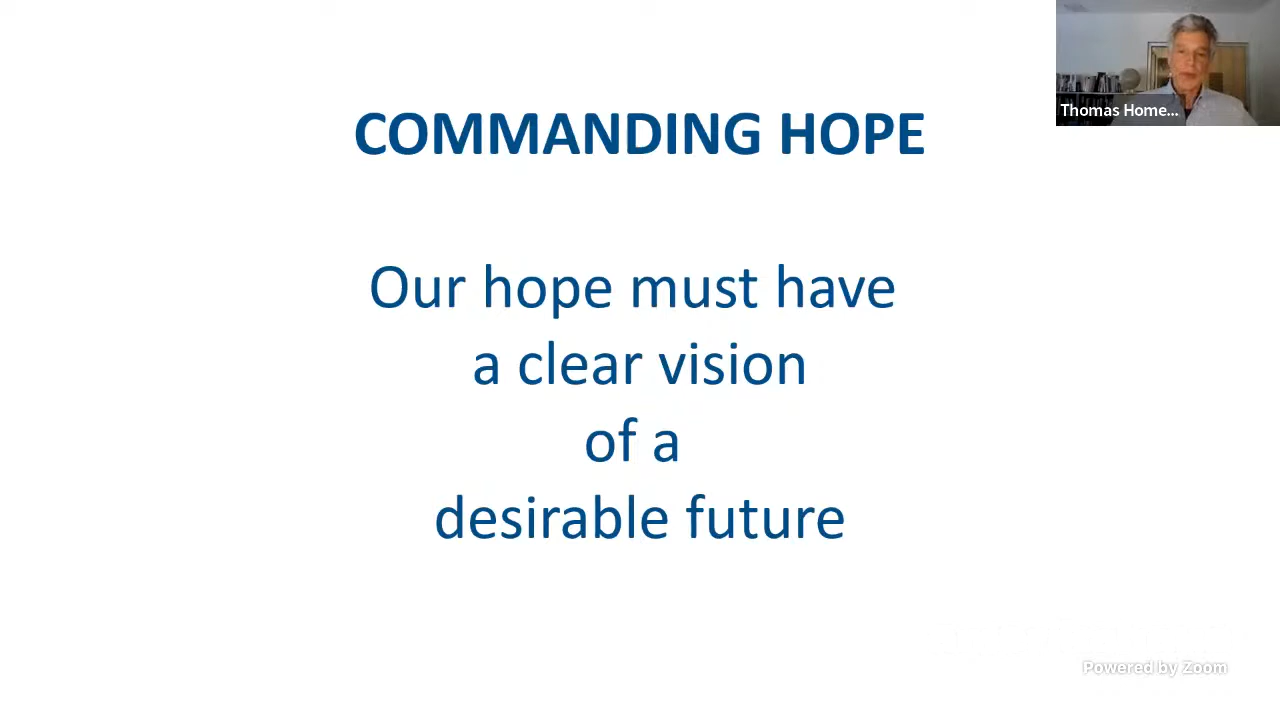 COMMANDING HOPE
Our hope must have
a clear vision
of a
desirable future
Thomas Home...
Powered by Zoom